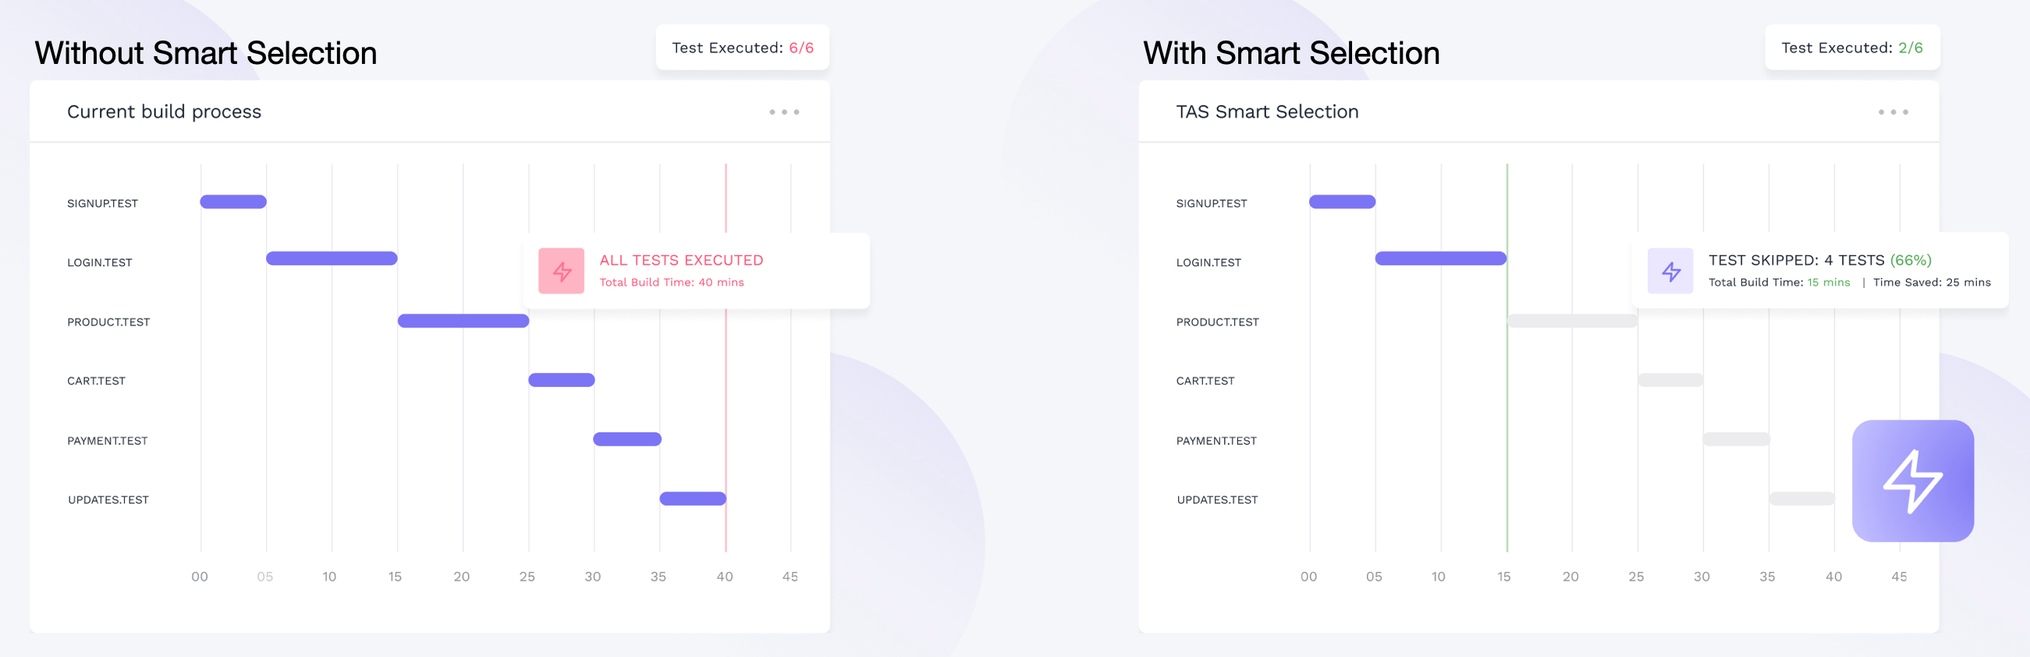 Without Smart Selection
Test Executed: 6/6
Current build process
SIGNUP.TEST
LOGIN.TEST
ALL TESTS EXECUTED
Total Build Time: 40 mins
PRODUCT.TEST
CART.TEST
PAYMENT.TEST
UPDATES.TEST
00 05 10 15 20 25 30 35 40 45
With Smart Selection
Test Executed: 2/6
TAS Smart Selection
SIGNUP.TEST
LOGIN.TEST
TEST SKIPPED: 4 TESTS (66%)
Total Build Time: 15 mins | Time Saved: 25 mins
PRODUCT.TEST
CART.TEST
PAYMENT.TEST
UPDATES.TEST
00 05 10 15 20 25 30 35 40 45